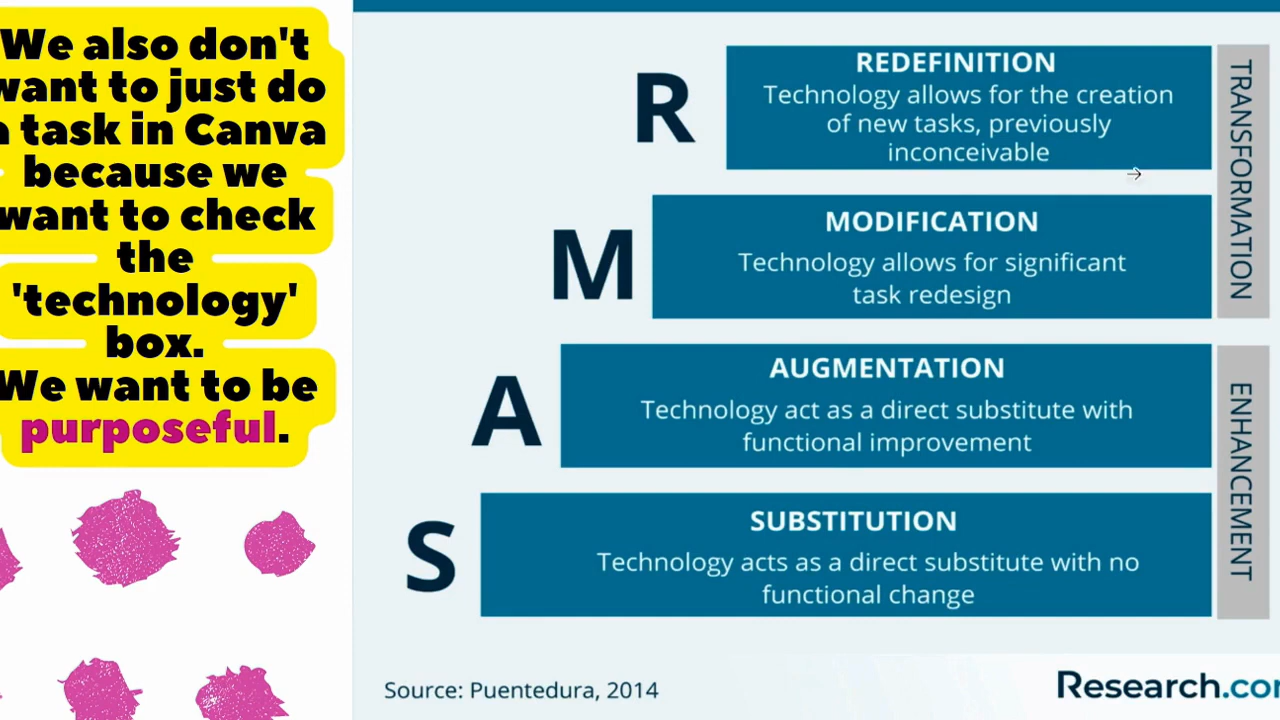 We also don't
want to just do
a task in Canva
because we
want to check
the
'technology'
box.
We want to be
purposeful.
R
REDEFINITION
Technology allows for the creation
of new tasks, previously
inconceivable
M
MODIFICATION
Technology allows for significant
task redesign
TRANSFORMATION
A
AUGMENTATION
Technology act as a direct substitute with
functional improvement
S
SUBSTITUTION
Technology acts as a direct substitute with no
functional change
ENHANCEMENT
Source: Puentedura, 2014
Research.co